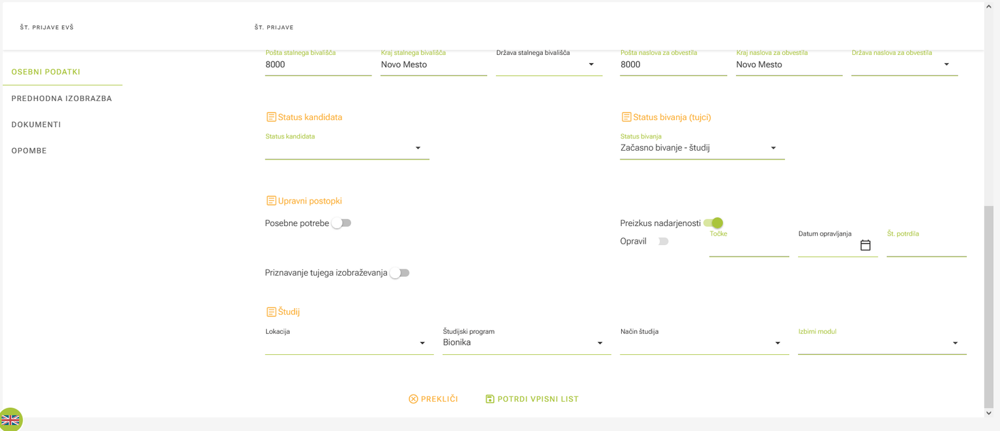 ŠT. PRIJAVE EVŠ
ŠT. PRIJAVE
OSEBNI PODATKI
PREDHODNA IZOBRAZBA
DOKUMENTI
OPOMBE
Pošta stalnega bivališča
8000
Kraj stalnega bivališča
Novo Mesto
Država stalnega bivališča
Pošta naslova za obvestila
8000
Kraj naslova za obvestila
Novo Mesto
Država naslova za obvestila
Status kandidata
Status kandidata
Status bivanja (tujci)
Status bivanja
Začasno bivanje - študij
Upravni postopki
Posebne potrebe
Preizkus nadarjenosti
Opravil
Točke
Datum opravljanja
Št. potrdila
Priznavanje tujega izobraževanja
Študij
Lokacija
Študijski program
Bionika
Način študija
Izbirni modul
PREKLIČI
POTRDI VPISNI LIST